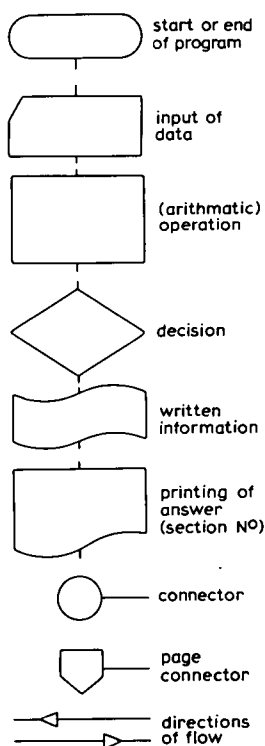 start or end
of program
input of
data
(arithmatic)
operation
decision
written
information
printing of
answer
(section Nº)
connector
page
connector
directions
of flow